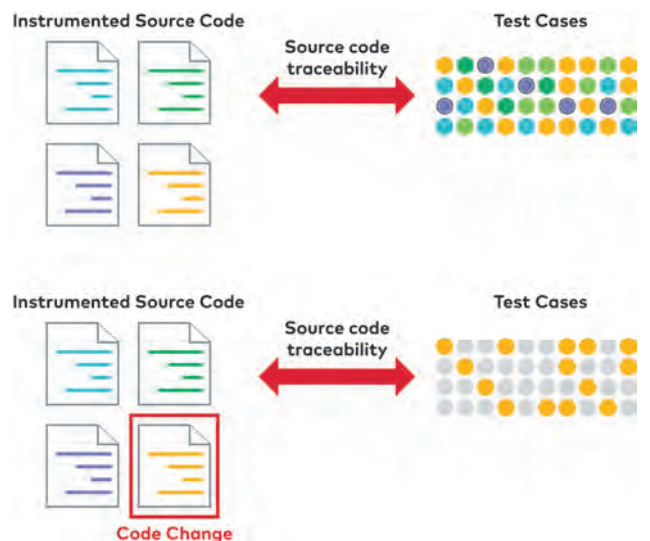 Instrumented Source Code
Test Cases
Source code
traceability
Instrumented Source Code
Test Cases
Source code
traceability
Code Change